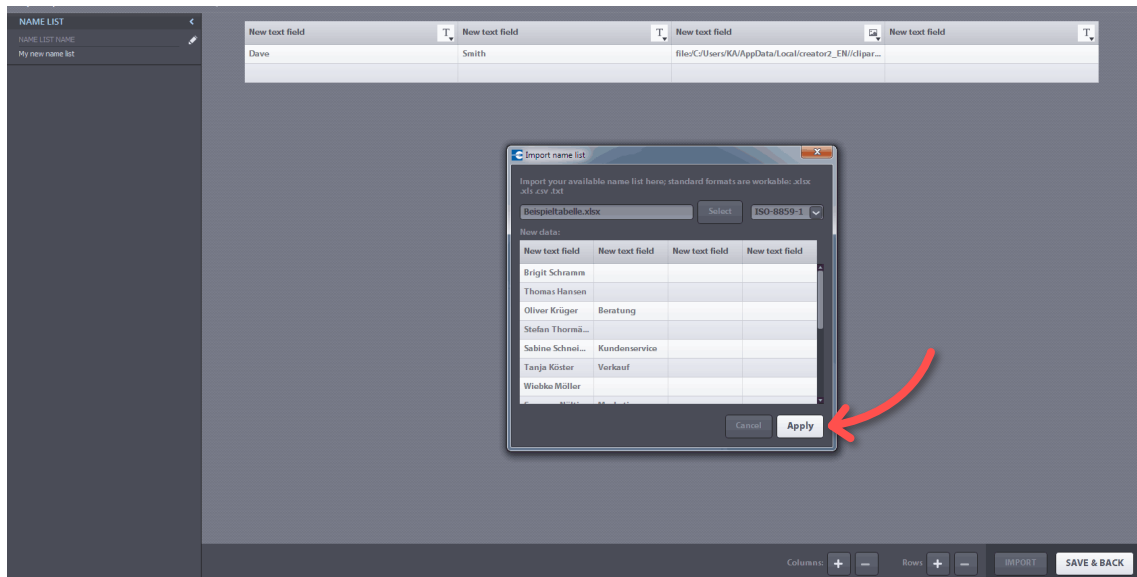 NAME LIST
NAME LIST NAME
My new name list
New text field New text field New text field New text field
Dave Smith file:/C:/Users/KA/AppData/Local/creator2_EN//clipar...
Import name list
Import your available name list here; standard formats are workable: .xlsx
.xls .csv .txt
Beispieltabelle.xlsx Select ISO-8859-1
New data:
New text field New text field New text field New text field
Brigit Schramm
Thomas Hansen
Oliver Krüger Beratung
Stefan Thormä...
Sabine Schnei... Kundenservice
Tanja Köster Verkauf
Wiebke Möller
Cancel Apply
Columns: + – Rows + – IMPORT SAVE & BACK